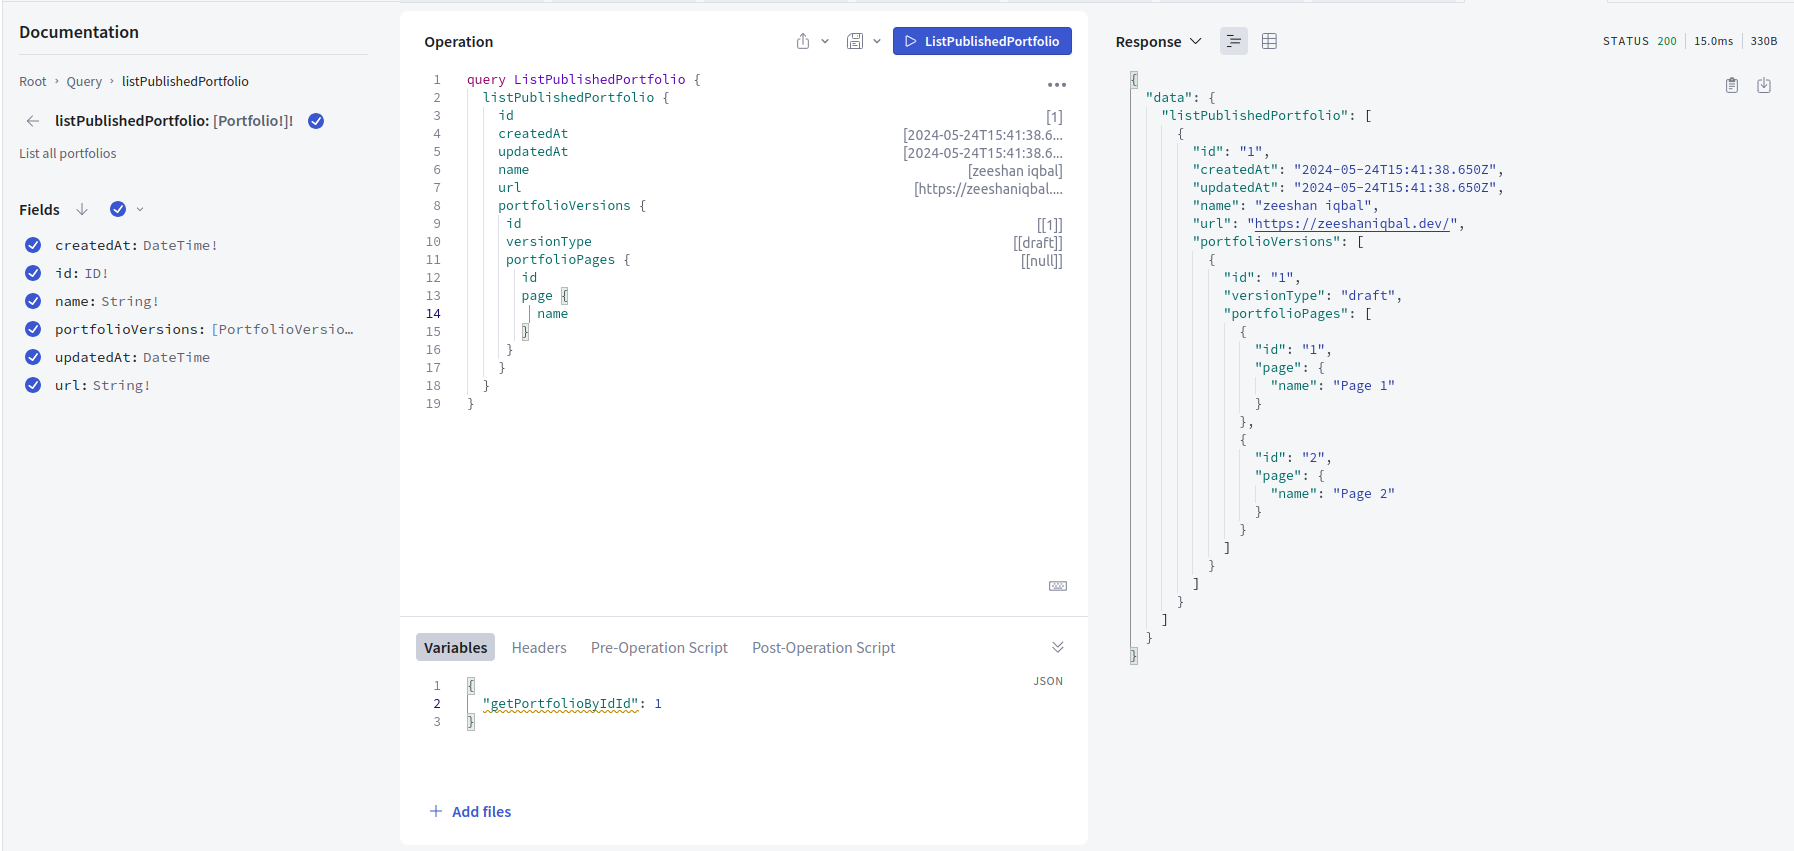 Documentation
Root › Query › listPublishedPortfolio
listPublishedPortfolio: [Portfolio!]!
List all portfolios
Fields
createdAt: DateTime!
id: ID!
name: String!
portfolioVersions: [PortfolioVersio…
updatedAt: DateTime
url: String!
Operation
ListPublishedPortfolio
1 query ListPublishedPortfolio {
2 listPublishedPortfolio {
3 id [1]
4 createdAt [2024-05-24T15:41:38.6...
5 updatedAt [2024-05-24T15:41:38.6...
6 name [zeeshan iqbal]
7 url [https://zeeshaniqbal....
8 portfolioVersions {
9 id [[1]]
10 versionType [[draft]]
11 portfolioPages { [[null]]
12 id
13 page {
14 name
15 }
16 }
17 }
18 }
19 }
Variables Headers Pre-Operation Script Post-Operation Script
JSON
1 {
2 "getPortfolioByIdId": 1
3 }
+ Add files
Response
STATUS 200 15.0ms 330B
{
"data": {
"listPublishedPortfolio": [
{
"id": "1",
"createdAt": "2024-05-24T15:41:38.650Z",
"updatedAt": "2024-05-24T15:41:38.650Z",
"name": "zeeshan iqbal",
"url": "https://zeeshaniqbal.dev/",
"portfolioVersions": [
{
"id": "1",
"versionType": "draft",
"portfolioPages": [
{
"id": "1",
"page": {
"name": "Page 1"
}
},
{
"id": "2",
"page": {
"name": "Page 2"
}
}
]
}
]
}
]
}
}